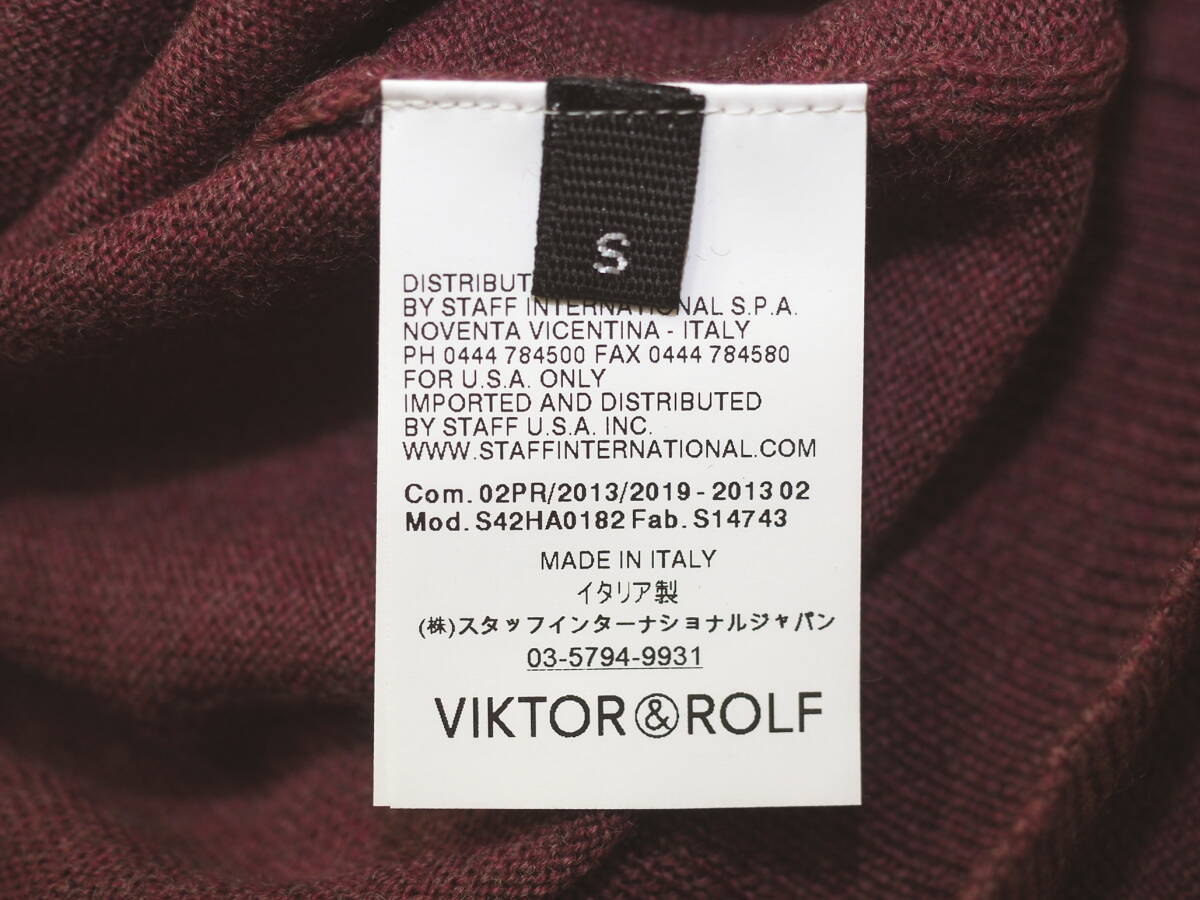 S
DISTRIBUT
BY STAFF INTERNATIONAL S.P.A.
NOVENTA VICENTINA - ITALY
PH 0444 784500 FAX 0444 784580
FOR U.S.A. ONLY
IMPORTED AND DISTRIBUTED
BY STAFF U.S.A. INC.
WWW.STAFFINTERNATIONAL.COM
Com. 02PR/2013/2019 - 2013 02
Mod. S42HA0182 Fab. S14743
MADE IN ITALY
イタリア製
(株)スタッフインターナショナルジャパン
03-5794-9931
VIKTOR&ROLF